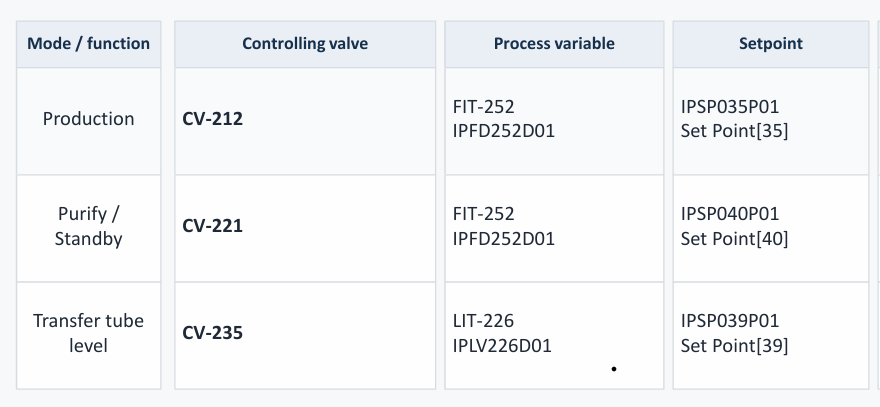 Mode / function Controlling valve Process variable Setpoint
Production CV-212 FIT-252 IPSP035P01
IPFD252D01 Set Point[35]
Purify / CV-221 FIT-252 IPSP040P01
Standby IPFD252D01 Set Point[40]
Transfer tube CV-235 LIT-226 IPSP039P01
level IPLV226D01 Set Point[39]